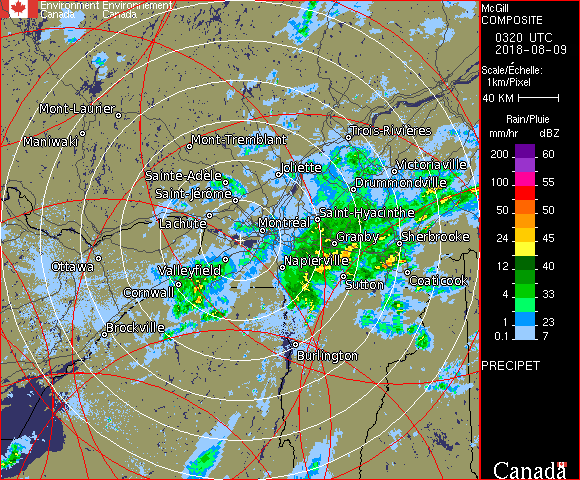 Environment Environnement
Canada Canada
McGill
COMPOSITE
0320 UTC
2018-08-09
Scale/Échelle:
1km/Pixel
40 KM
Rain/Pluie
mm/hr dBZ
200 60
100 55
50 50
24 45
12 40
4 33
1 23
0.1 7
PRECIPET
Canada
Mont-Laurier
Maniwaki
Mont-Tremblant
Trois-Rivières
Joliette
Victoriaville
Sainte-Adèle
Drummondville
Saint-Jérôme
Saint-Hyacinthe
Lachute
Montréal
Granby
Sherbrooke
Ottawa
Valleyfield
Napierville
Coaticook
Sutton
Cornwall
Brockville
Burlington